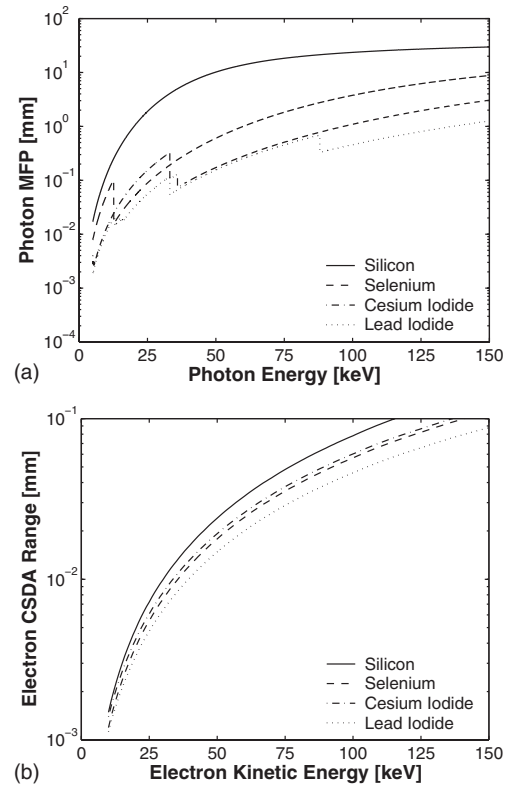 Photon MFP [mm]
10^2
10^1
10^0
10^-1
10^-2
10^-3
10^-4
Silicon
Selenium
Cesium Iodide
Lead Iodide
0 25 50 75 100 125 150
(a) Photon Energy [keV]
Electron CSDA Range [mm]
10^-1
10^-2
10^-3
Silicon
Selenium
Cesium Iodide
Lead Iodide
0 25 50 75 100 125 150
(b) Electron Kinetic Energy [keV]